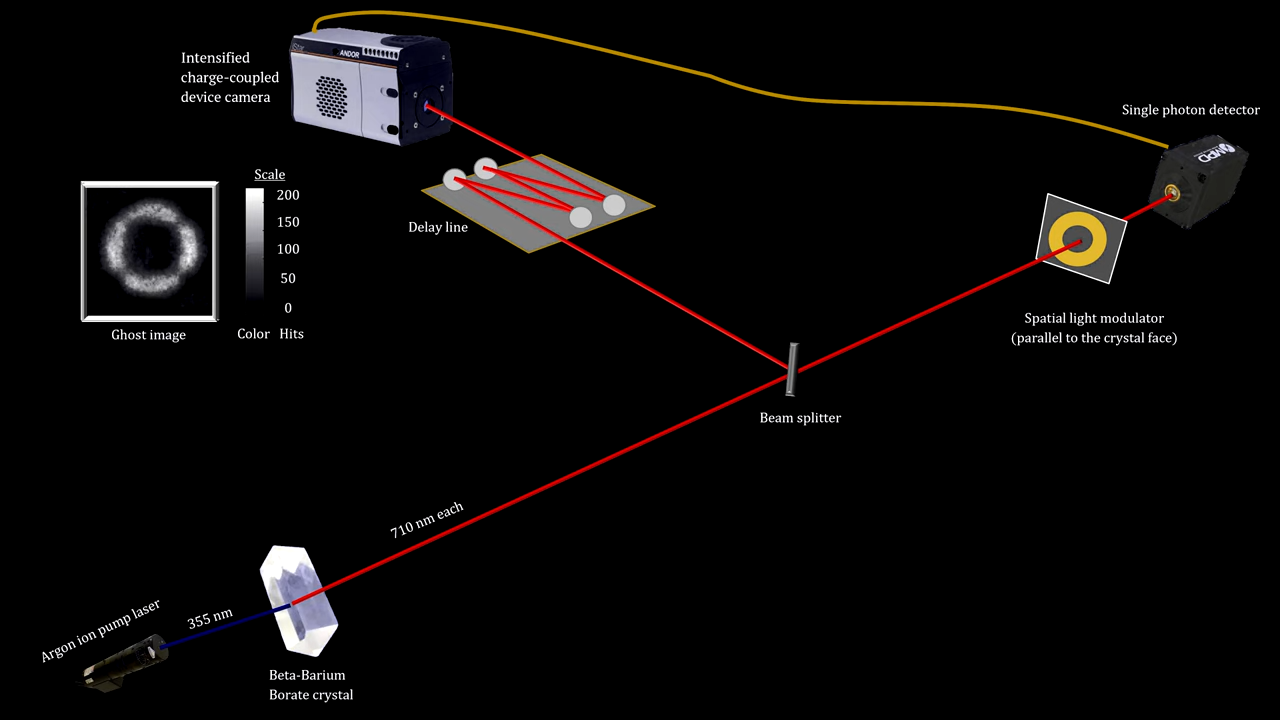 Intensified
charge-coupled
device camera
ANDOR
Single photon detector
MPD
Scale
200
150
100
50
0
Color Hits
Ghost image
Delay line
Spatial light modulator
(parallel to the crystal face)
Beam splitter
710 nm each
355 nm
Argon ion pump laser
Beta-Barium
Borate crystal